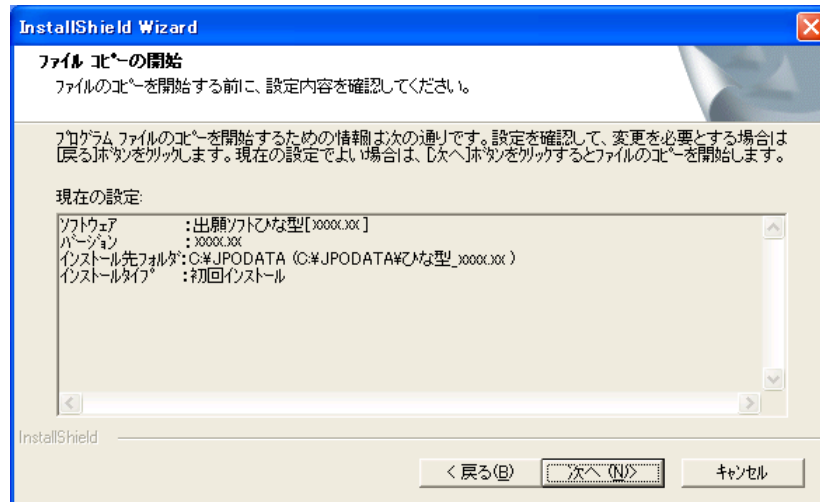 InstallShield Wizard
ファイル コピーの開始
ファイルのコピーを開始する前に、設定内容を確認してください。
プログラム ファイルのコピーを開始するための情報は次の通りです。設定を確認して、変更を必要とする場合は
[戻る]ボタンをクリックします。現在の設定でよい場合は、[次へ]ボタンをクリックするとファイルのコピーを開始します。
現在の設定:
ソフトウェア :出願ソフトひな型[xxxx.xx]
バージョン :xxxx.xx
インストール先フォルダ:C:¥JPODATA (C:¥JPODATA¥ひな型_xxxx.xx)
インストールタイプ :初回インストール
InstallShield
< 戻る(B)
次へ (N)>
キャンセル